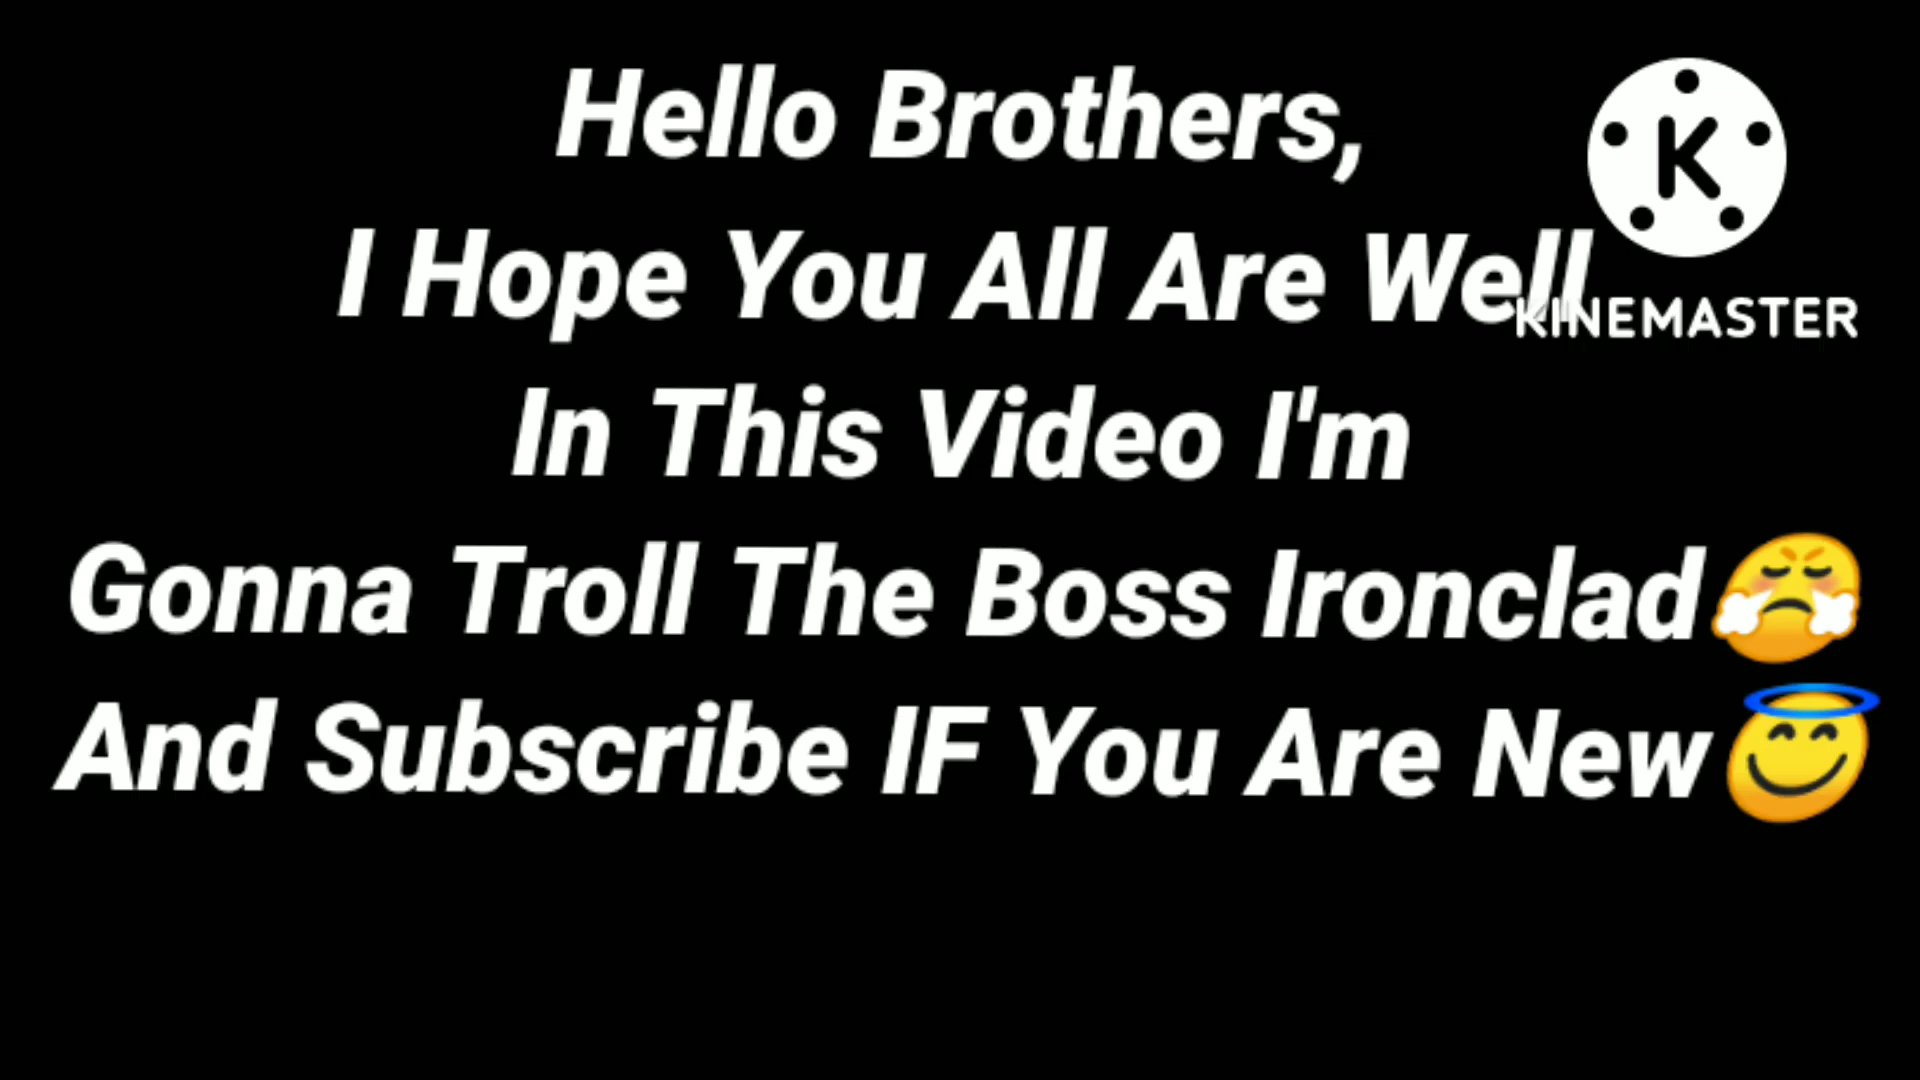 Hello Brothers,
I Hope You All Are Well
In This Video I'm
Gonna Troll The Boss Ironclad😤
And Subscribe IF You Are New😇
K
KINEMASTER